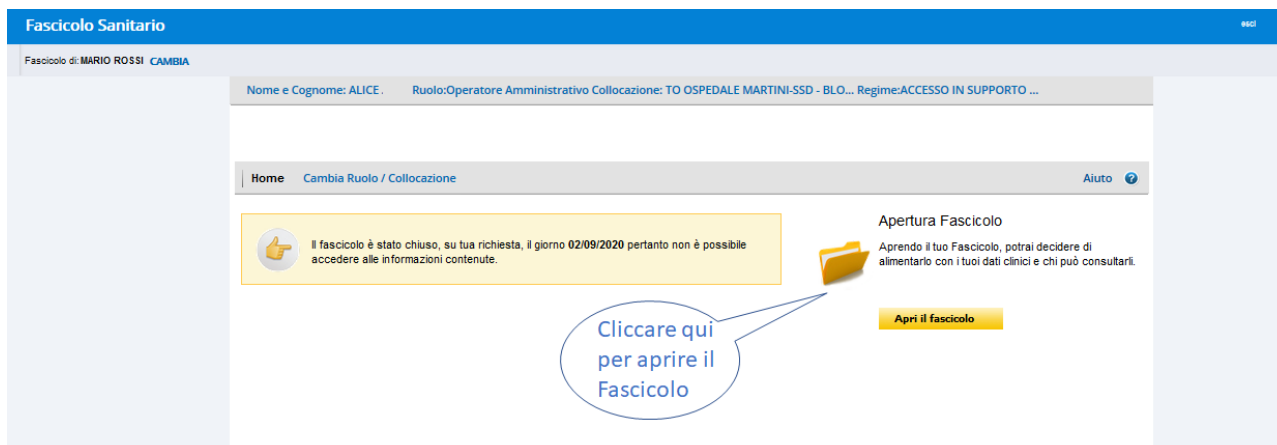 Fascicolo Sanitario
esci
Fascicolo di:MARIO ROSSI CAMBIA
Nome e Cognome: ALICE . Ruolo:Operatore Amministrativo Collocazione: TO OSPEDALE MARTINI-SSD - BLO... Regime:ACCESSO IN SUPPORTO ...
Home Cambia Ruolo / Collocazione Aiuto ?
Il fascicolo è stato chiuso, su tua richiesta, il giorno 02/09/2020 pertanto non è possibile
accedere alle informazioni contenute.
Apertura Fascicolo
Aprendo il tuo Fascicolo, potrai decidere di
alimentarlo con i tuoi dati clinici e chi può consultarli.
Apri il fascicolo
Cliccare qui
per aprire il
Fascicolo